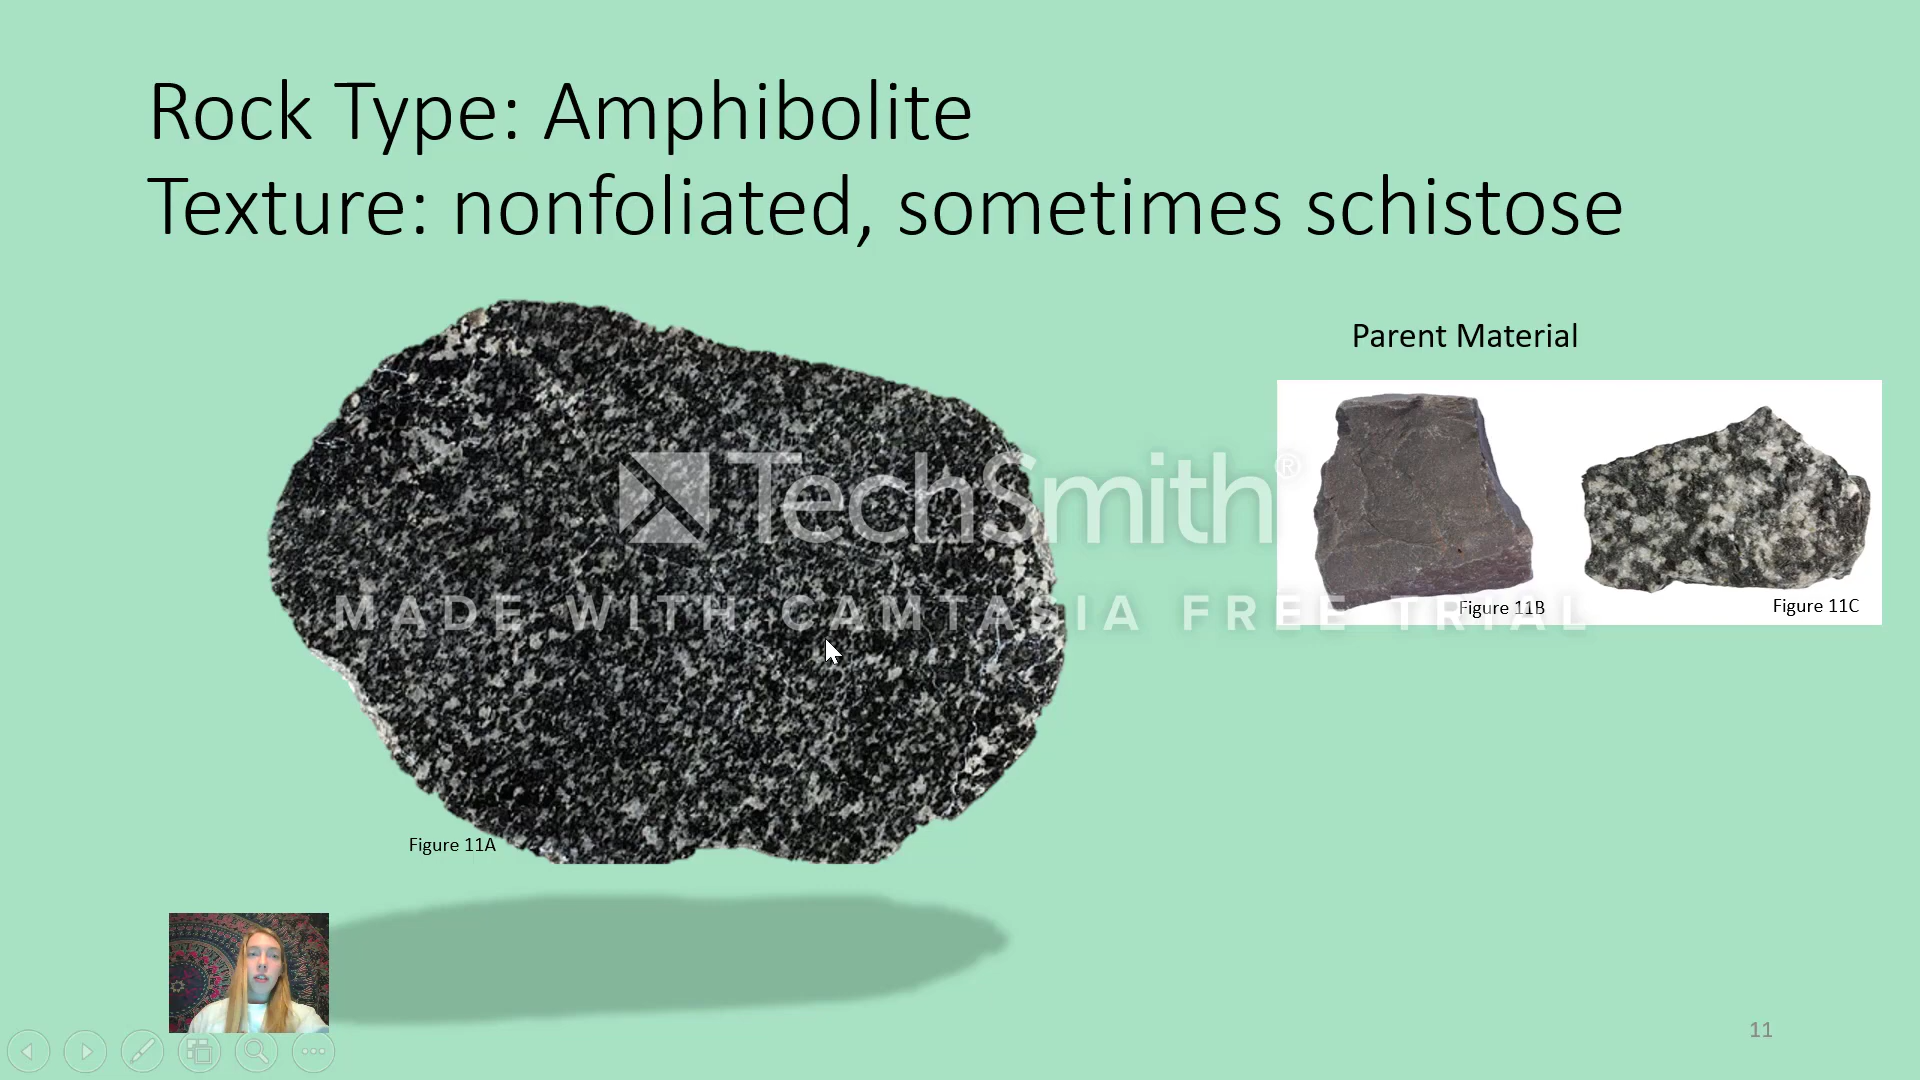 Rock Type: Amphibolite
Texture: nonfoliated, sometimes schistose
Parent Material
TechSmith®
MADE WITH CAMTASIA FREE TRIAL
Figure 11B
Figure 11C
Figure 11A
11